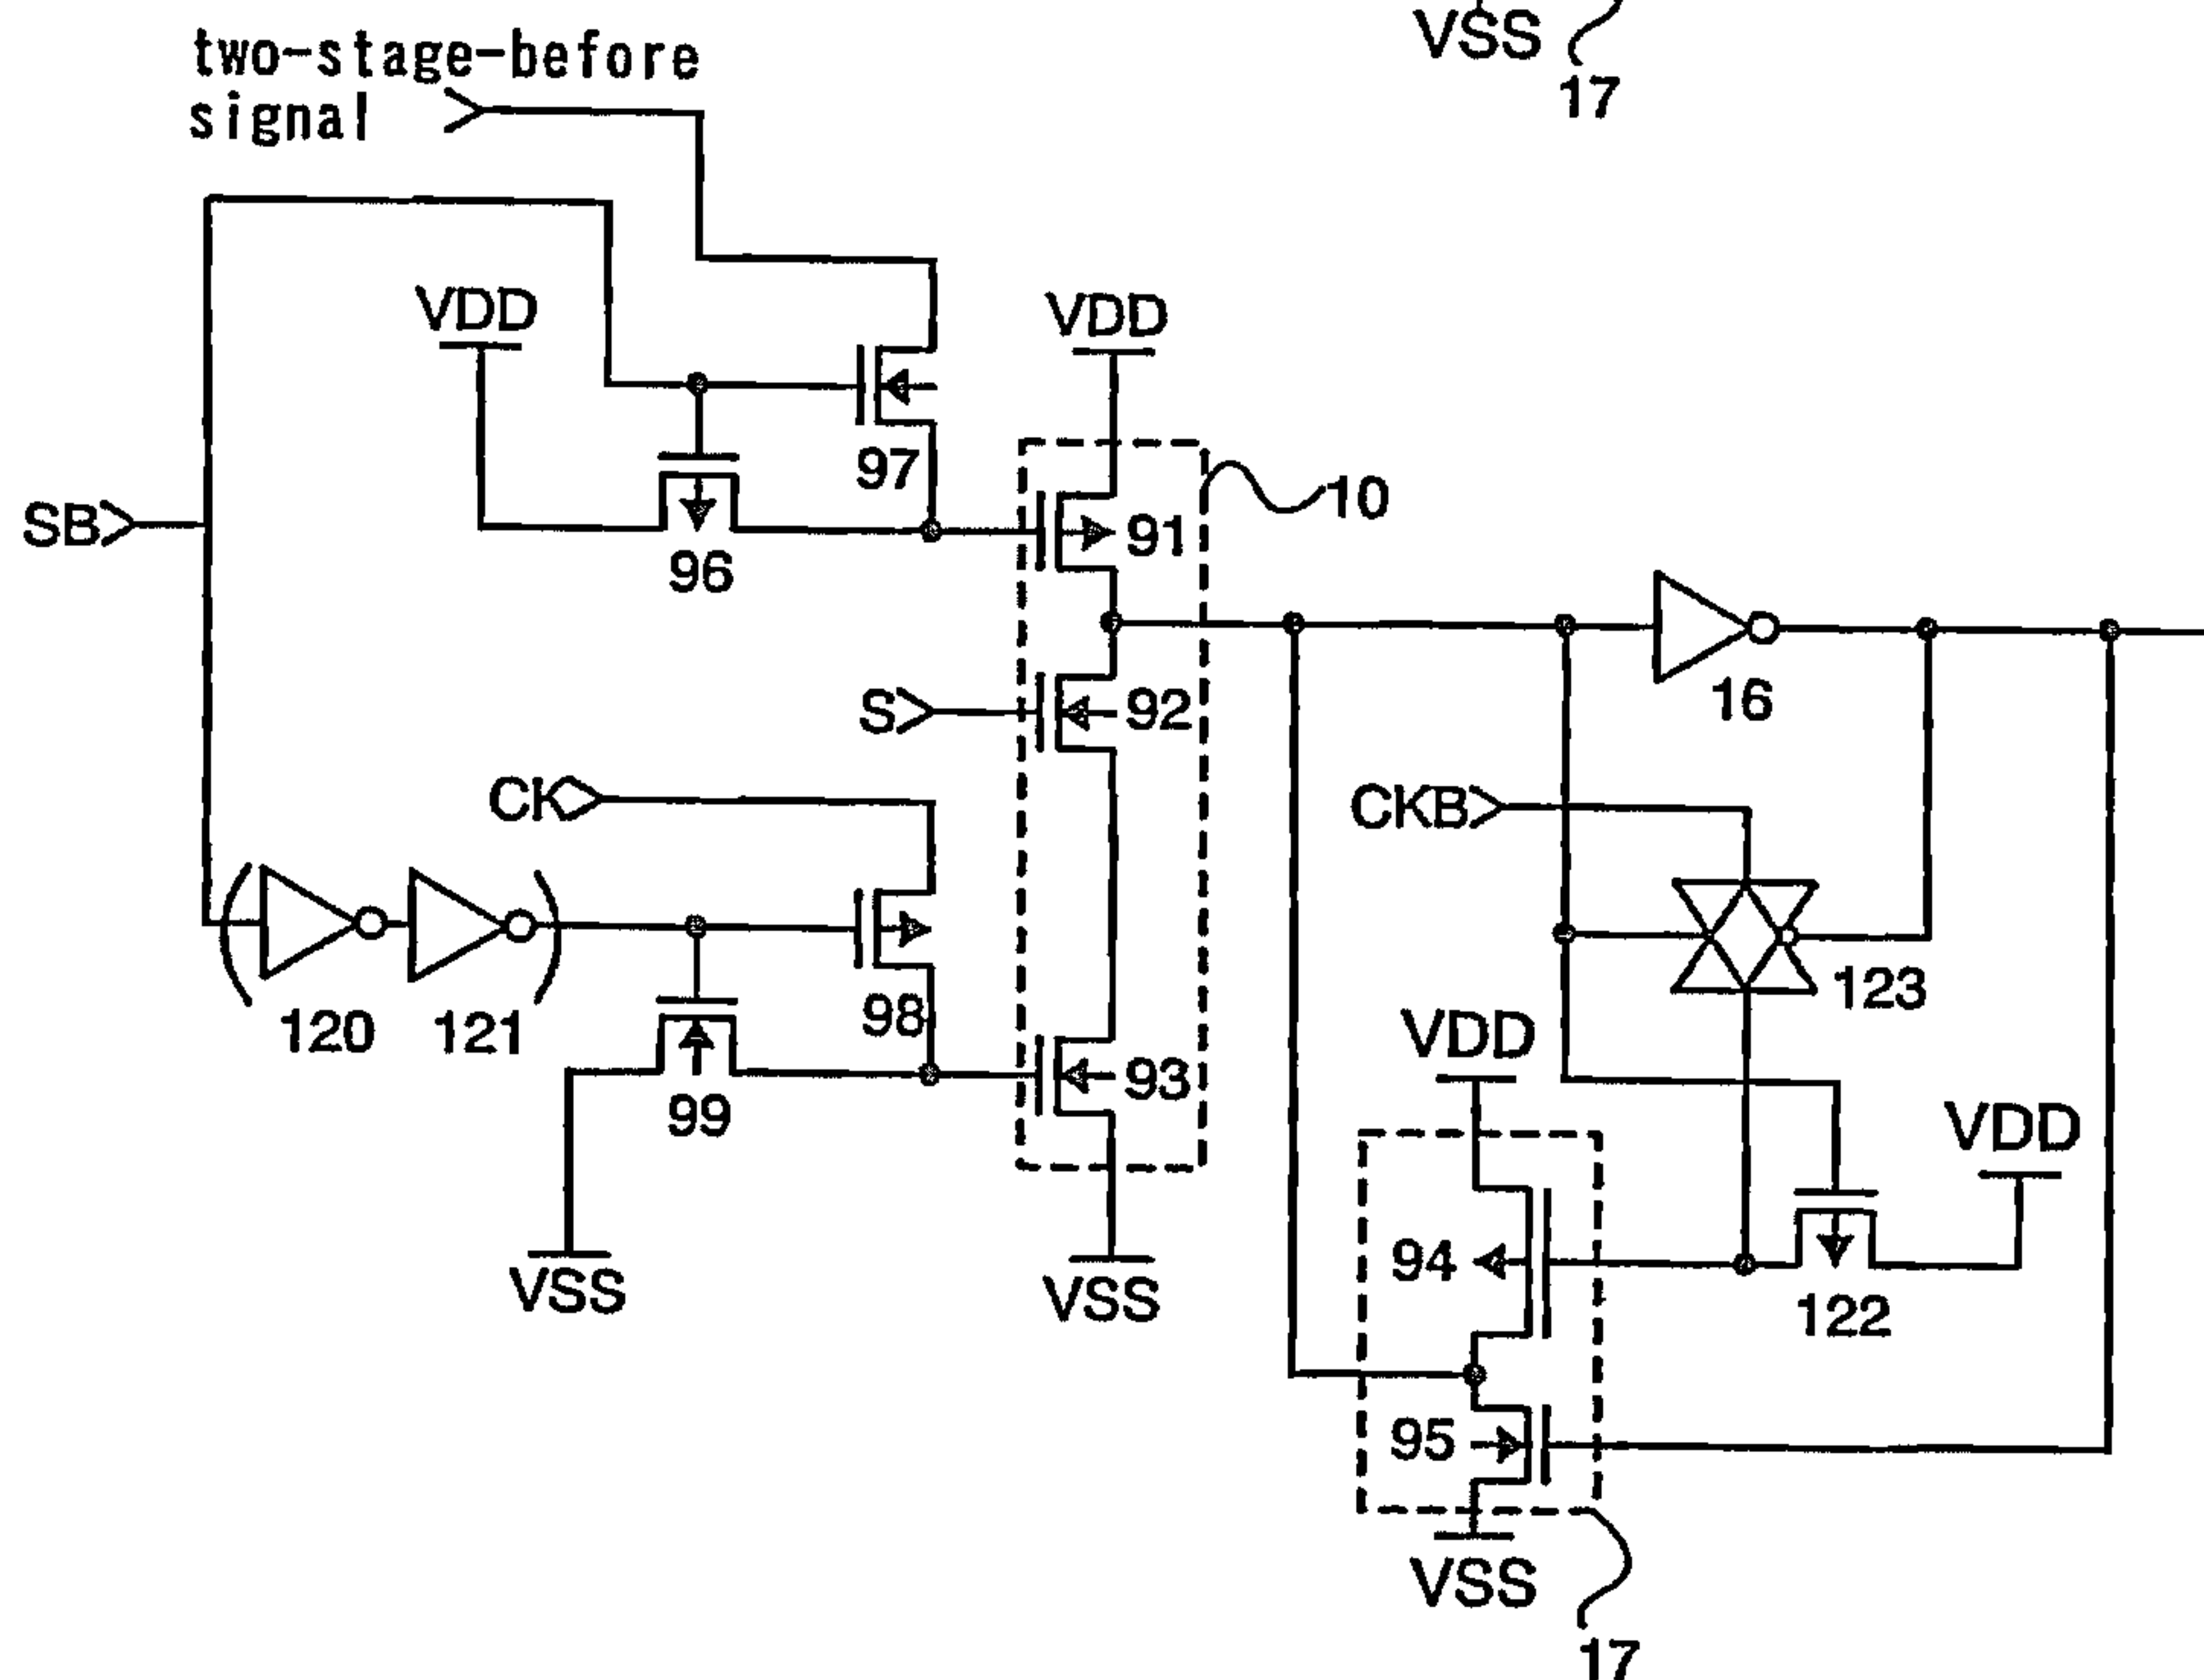 VSS
17
two-stage-before
signal
VDD
VDD
97
10
SB
91
96
S
92
16
CK
CKB
98
123
120
121
VDD
93
99
VDD
94
VSS
VSS
122
95
VSS
17